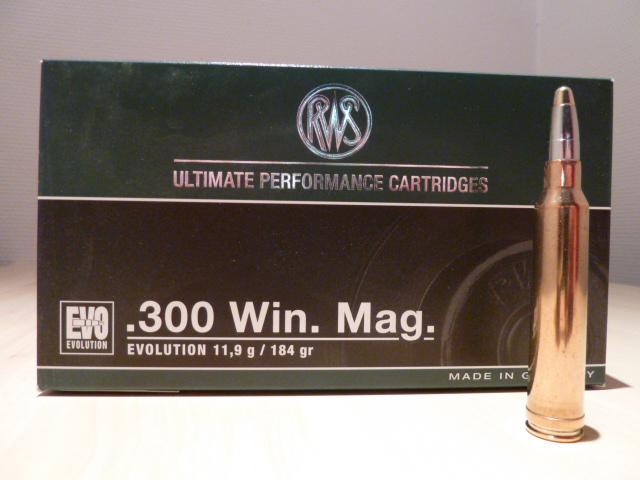 RWS
ULTIMATE PERFORMANCE CARTRIDGES
EVO
EVOLUTION
.300 Win. Mag.
EVOLUTION 11,9 g / 184 gr
MADE IN G Y